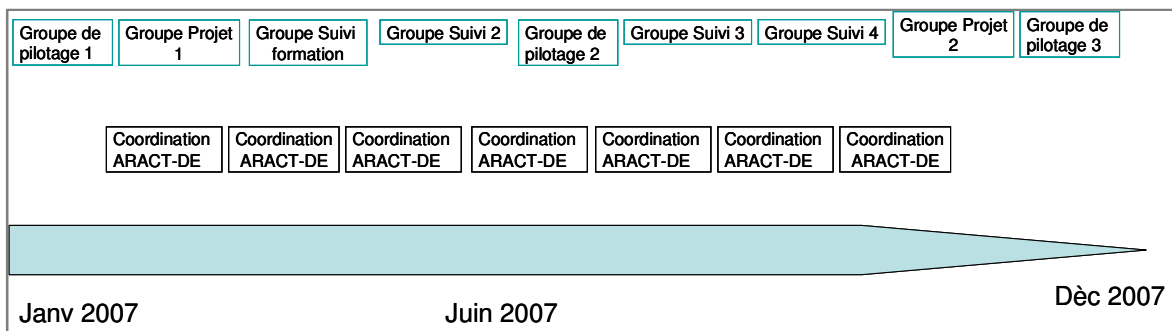 Groupe de
pilotage 1
Groupe Projet
1
Groupe Suivi
formation
Groupe Suivi 2
Groupe de
pilotage 2
Groupe Suivi 3
Groupe Suivi 4
Groupe Projet
2
Groupe de
pilotage 3
Coordination
ARACT-DE
Coordination
ARACT-DE
Coordination
ARACT-DE
Coordination
ARACT-DE
Coordination
ARACT-DE
Coordination
ARACT-DE
Coordination
ARACT-DE
Janv 2007
Juin 2007
Dèc 2007